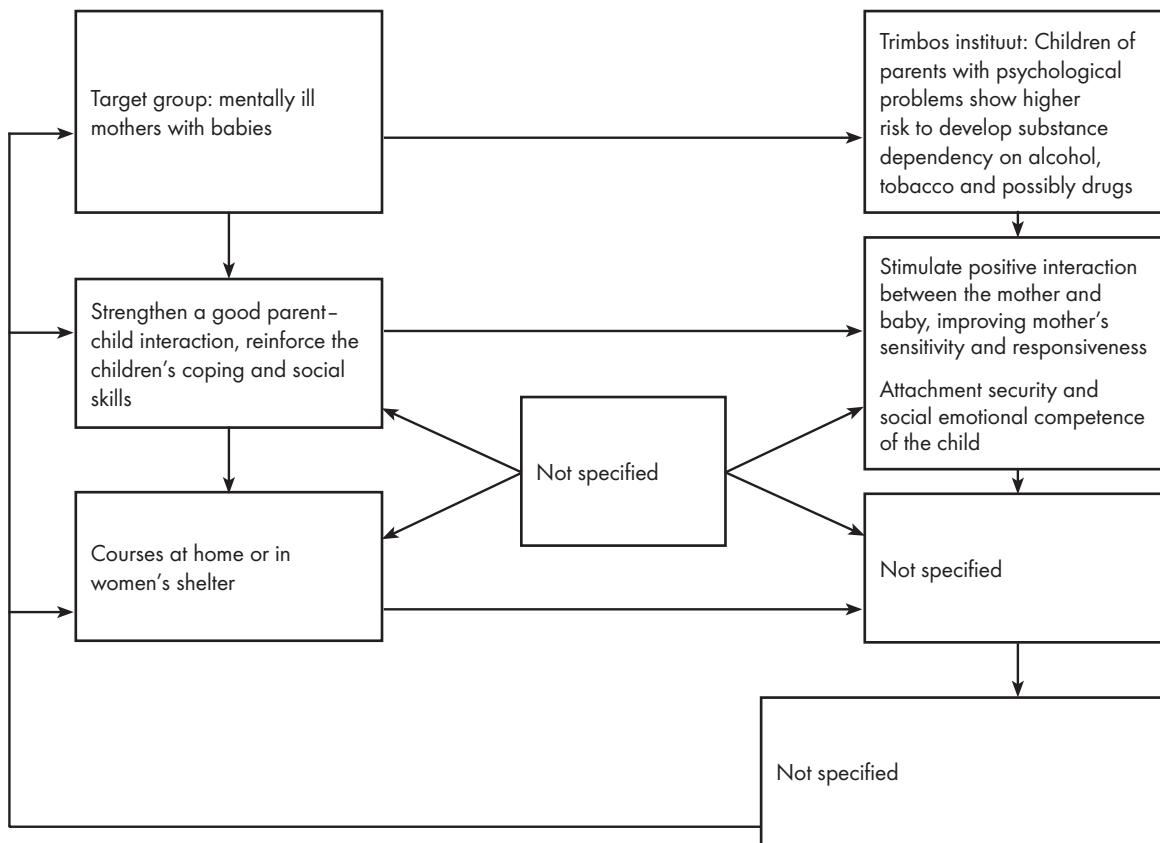 Target group: mentally ill
mothers with babies
Trimbos instituut: Children of
parents with psychological
problems show higher
risk to develop substance
dependency on alcohol,
tobacco and possibly drugs
Strengthen a good parent–
child interaction, reinforce the
children’s coping and social
skills
Stimulate positive interaction
between the mother and
baby, improving mother’s
sensitivity and responsiveness
Attachment security and
social emotional competence
of the child
Not specified
Courses at home or in
women’s shelter
Not specified
Not specified